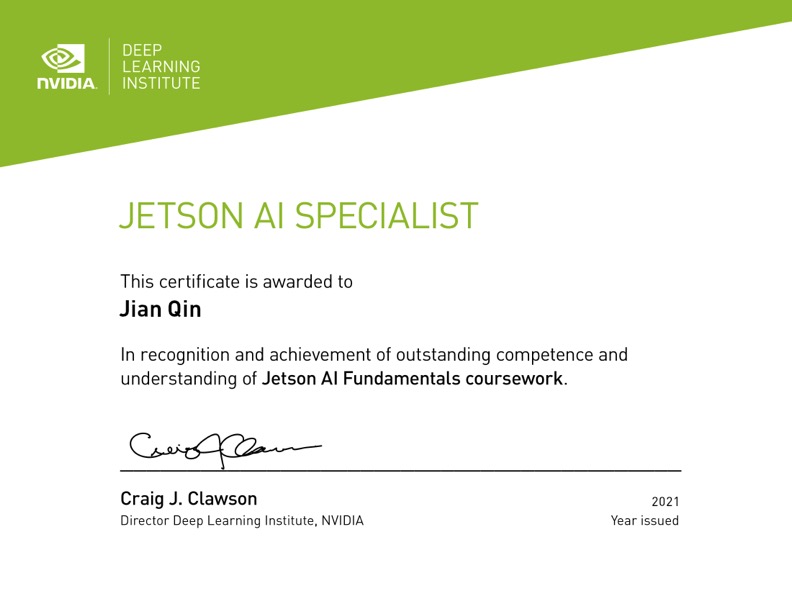 NVIDIA.
DEEP
LEARNING
INSTITUTE
JETSON AI SPECIALIST
This certificate is awarded to
Jian Qin
In recognition and achievement of outstanding competence and
understanding of Jetson AI Fundamentals coursework.
Craig J. Clawson
Craig J. Clawson
2021
Director Deep Learning Institute, NVIDIA
Year issued